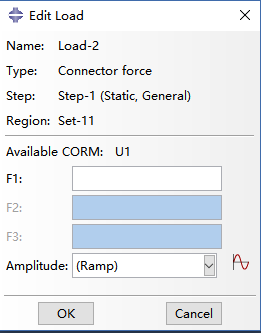 Edit Load
Name: Load-2
Type: Connector force
Step: Step-1 (Static, General)
Region: Set-11
Available CORM: U1
F1:
F2:
F3:
Amplitude: (Ramp)
OK Cancel